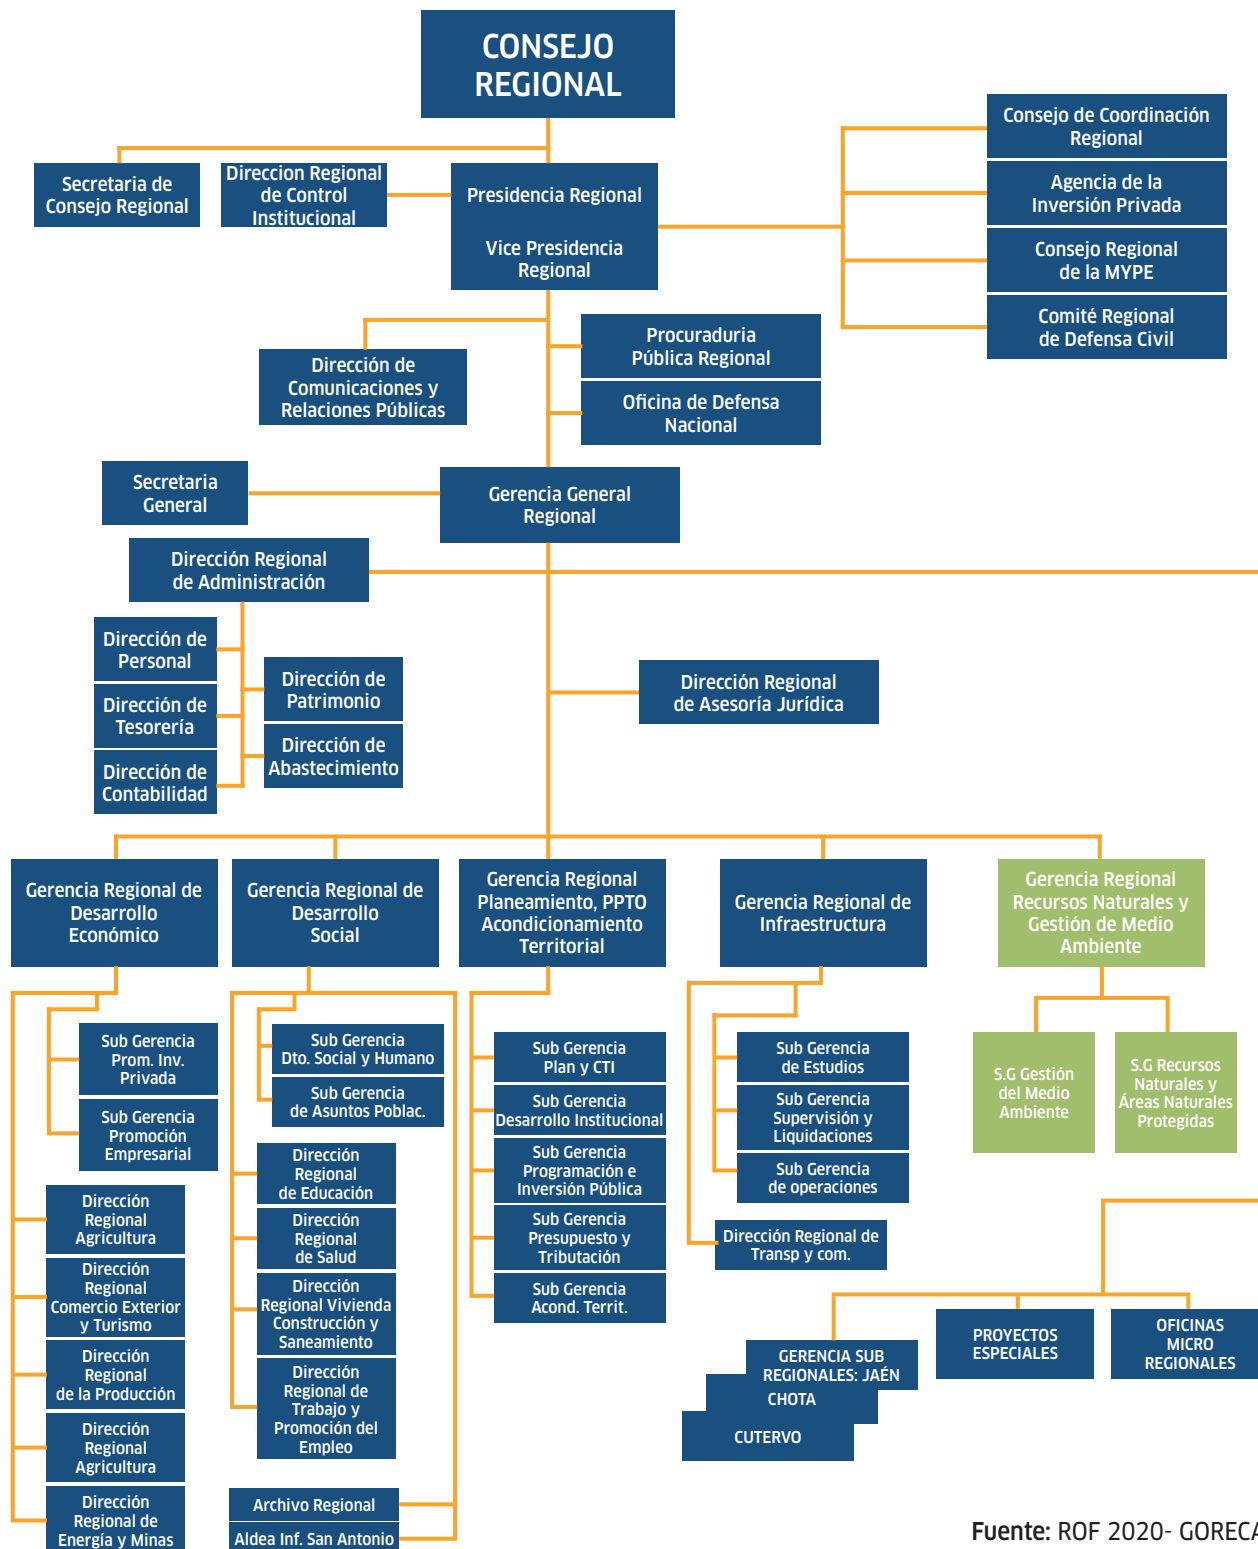 CONSEJO
REGIONAL
Consejo de Coordinación
Regional
Agencia de la
Inversión Privada
Consejo Regional
de la MYPE
Comité Regional
de Defensa Civil
Secretaria de
Consejo Regional
Direccion Regional
de Control
Institucional
Presidencia Regional
Vice Presidencia
Regional
Dirección de
Comunicaciones y
Relaciones Públicas
Procuraduria
Pública Regional
Oficina de Defensa
Nacional
Secretaria
General
Gerencia General
Regional
Dirección Regional
de Administración
Dirección de
Personal
Dirección de
Tesorería
Dirección de
Contabilidad
Dirección de
Patrimonio
Dirección de
Abastecimiento
Dirección Regional
de Asesoría Jurídica
Gerencia Regional de
Desarrollo
Económico
Gerencia Regional de
Desarrollo
Social
Gerencia Regional
Planeamiento, PPTO
Acondicionamiento
Territorial
Gerencia Regional de
Infraestructura
Gerencia Regional
Recursos Naturales y
Gestión de Medio
Ambiente
Sub Gerencia
Prom. Inv.
Privada
Sub Gerencia
Promoción
Empresarial
Dirección
Regional
Agricultura
Dirección
Regional
Comercio Exterior
y Turismo
Dirección
Regional
de la Producción
Dirección
Regional
Agricultura
Dirección
Regional de
Energía y Minas
Sub Gerencia
Dto. Social y Humano
Sub Gerencia
de Asuntos Poblac.
Dirección
Regional
de Educación
Dirección
Regional
de Salud
Dirección
Regional Vivienda
Construcción y
Saneamiento
Dirección
Regional de
Trabajo y
Promoción del
Empleo
Archivo Regional
Aldea Inf. San Antonio
Sub Gerencia
Plan y CTI
Sub Gerencia
Desarrollo Institucional
Sub Gerencia
Programación e
Inversión Pública
Sub Gerencia
Presupuesto y
Tributación
Sub Gerencia
Acond. Territ.
Sub Gerencia
de Estudios
Sub Gerencia
Supervisión y
Liquidaciones
Sub Gerencia
de operaciones
Dirección Regional de
Transp y com.
S.G Gestión
del Medio
Ambiente
S.G Recursos
Naturales y
Áreas Naturales
Protegidas
GERENCIA SUB
REGIONALES: JAÉN
CHOTA
CUTERVO
PROYECTOS
ESPECIALES
OFICINAS
MICRO
REGIONALES
Fuente: ROF 2020- GORECA